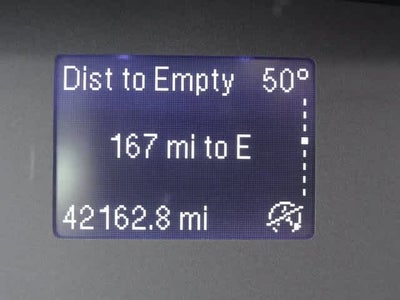 Dist to Empty 50°
167 mi to E
42162.8 mi